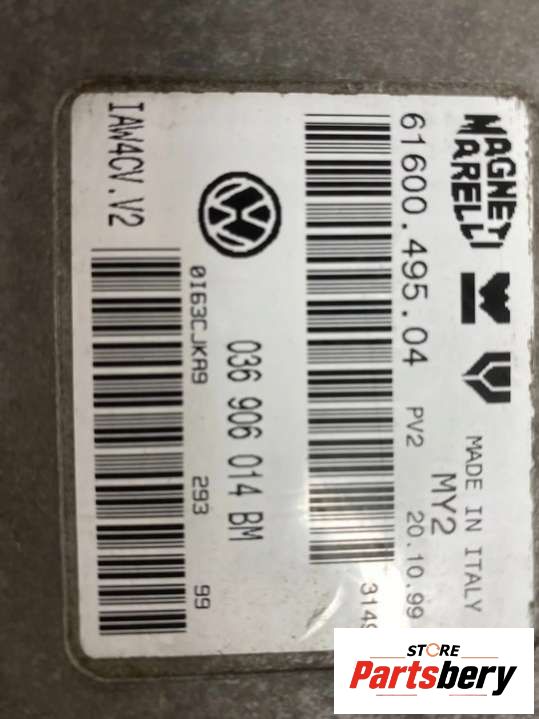 MAGNETI
MARELLI
MADE IN ITALY
MY2
61600.495.04 PV2 20.10.99
036 906 014 BM
0I63CJKA9 293 99
IAW4CV.V2
STORE
Partsbery